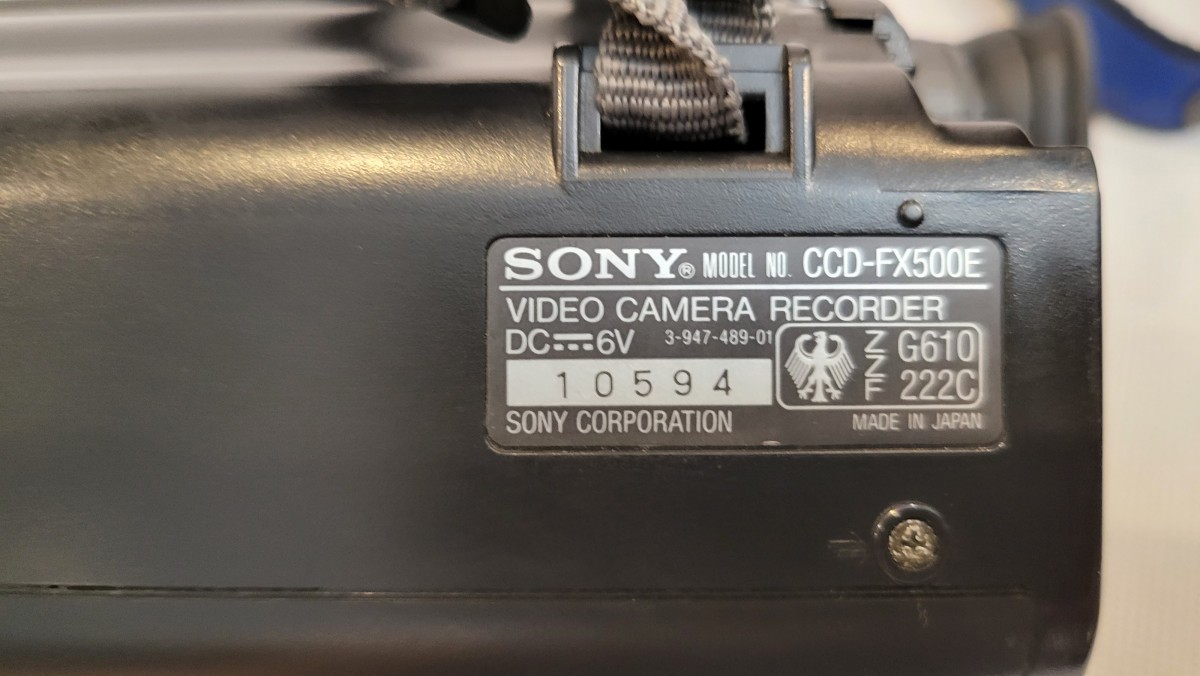 SONY® MODEL NO. CCD-FX500E
VIDEO CAMERA RECORDER
DC⎓6V 3-947-489-01
ZZF G610 222C
10594
SONY CORPORATION MADE IN JAPAN